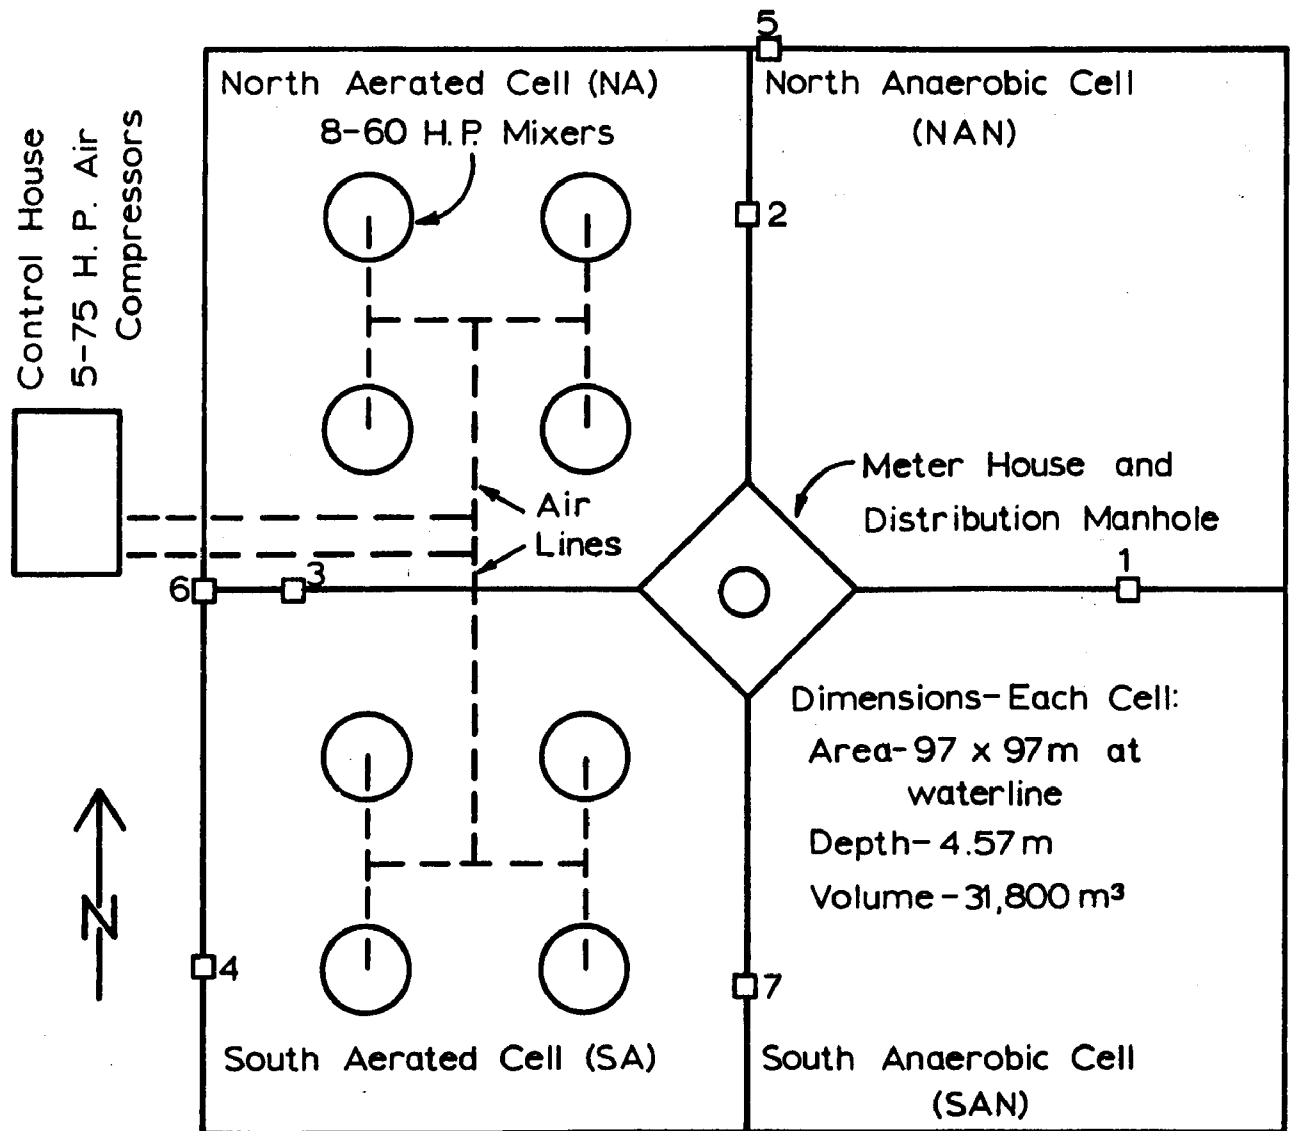 5
North Aerated Cell (NA)
8-60 H.P. Mixers
North Anaerobic Cell
(NAN)
Control House
5-75 H. P. Air
Compressors
2
Meter House and
Distribution Manhole
Air
Lines
1
6
3
Dimensions-Each Cell:
Area-97 x 97m at
waterline
Depth-4.57m
Volume-31,800 m³
N
4
7
South Aerated Cell (SA)
South Anaerobic Cell
(SAN)